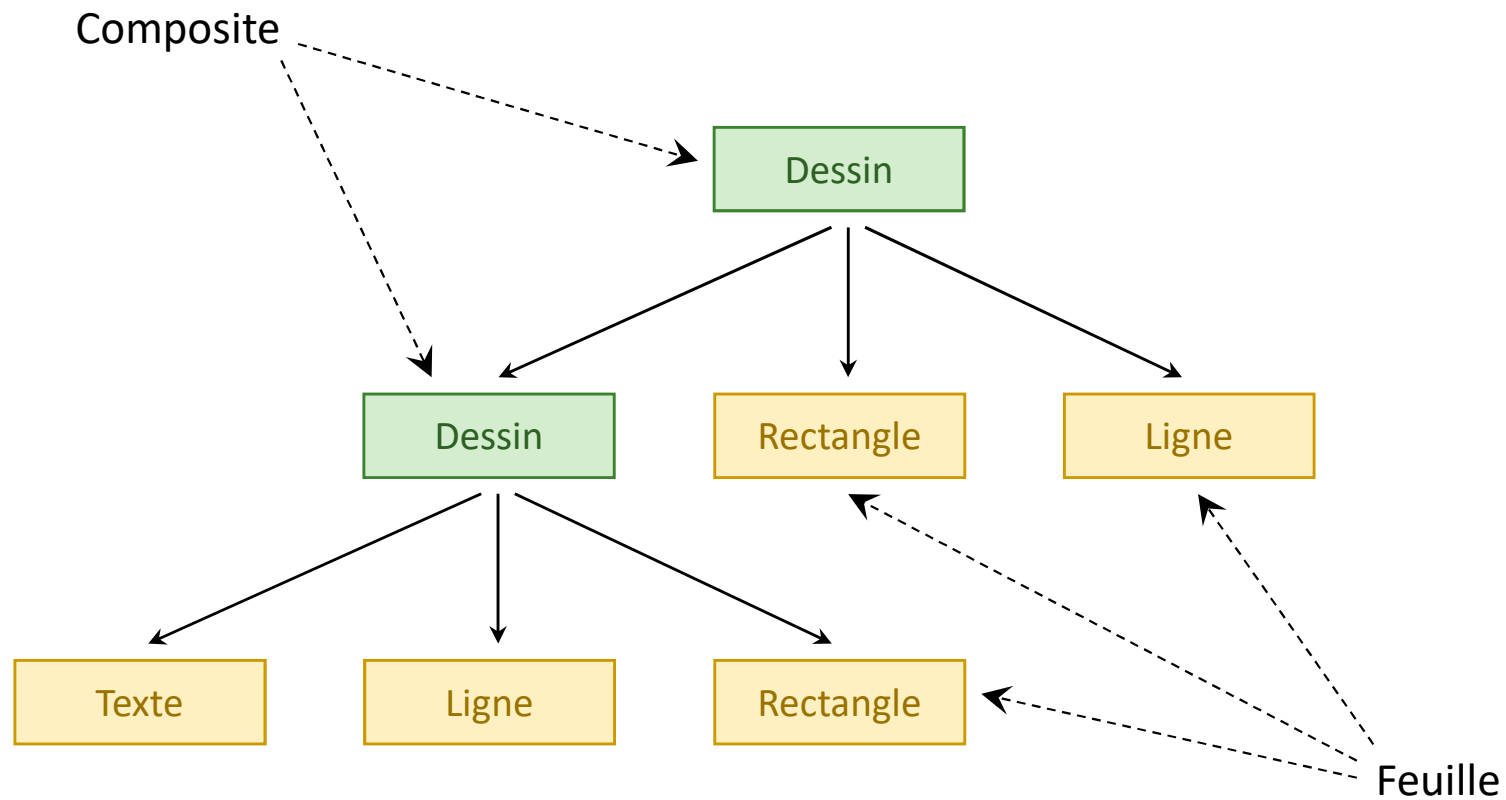 Composite
Dessin
Dessin
Rectangle
Ligne
Texte
Ligne
Rectangle
Feuille